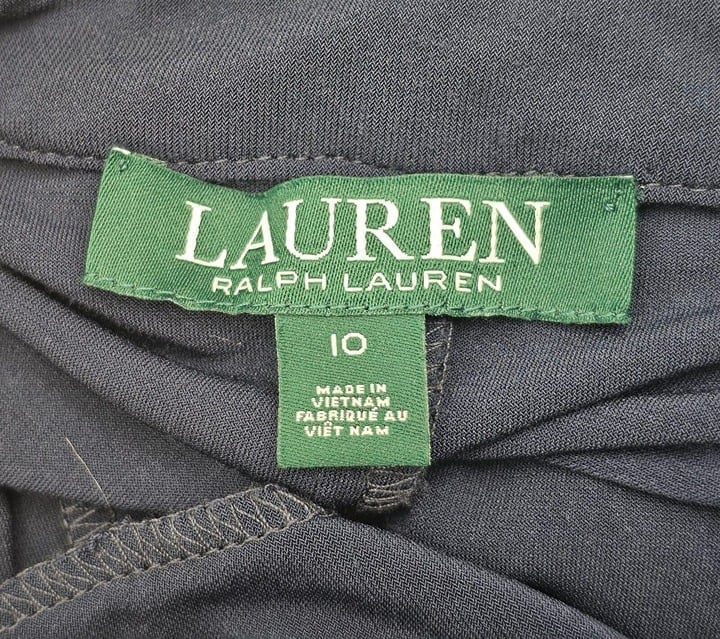 LAUREN
RALPH LAUREN
10
MADE IN
VIETNAM
FABRIQUÉ AU
VIÊT NAM